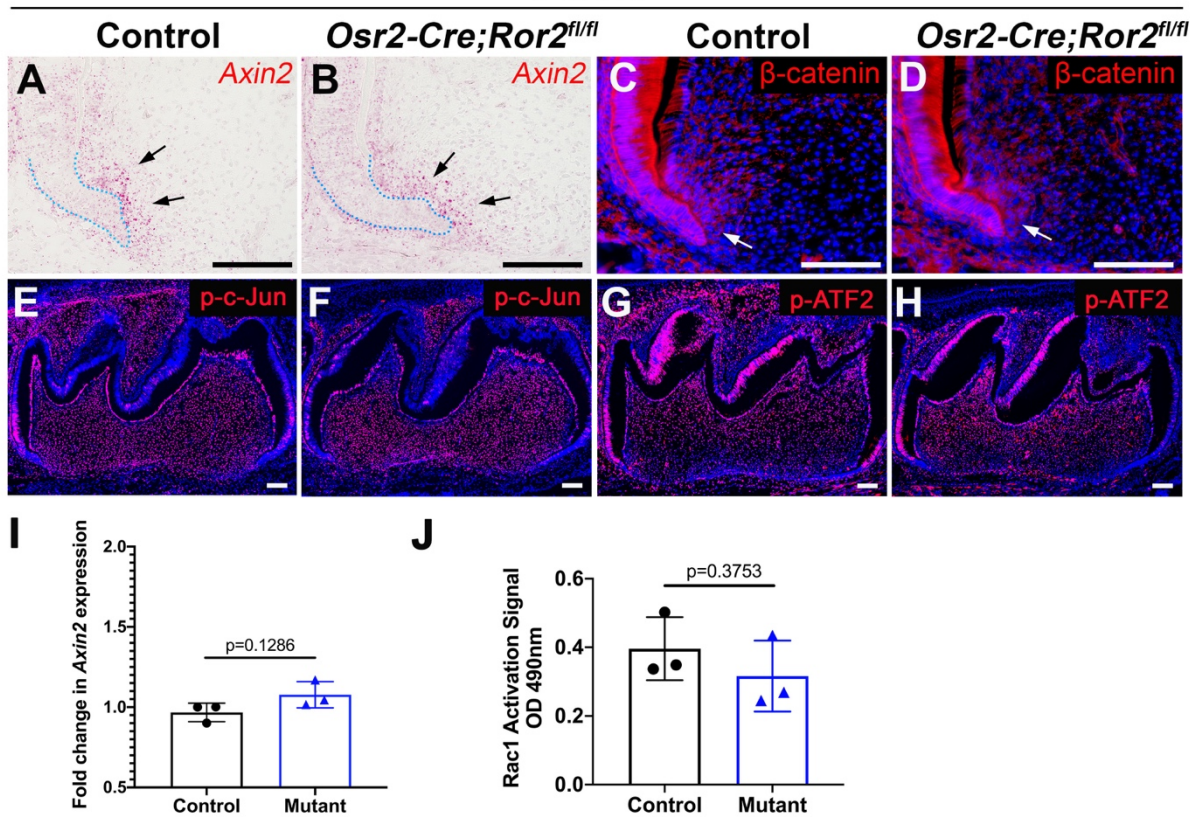 Control Osr2-Cre;Ror2fl/fl Control Osr2-Cre;Ror2fl/fl
A Axin2 B Axin2 C β-catenin D β-catenin
E p-c-Jun F p-c-Jun G p-ATF2 H p-ATF2
I
Fold change in Axin2 expression
2.0
1.5
1.0
0.5
p=0.1286
Control Mutant
J
Rac1 Activation Signal
OD 490nm
0.6
0.4
0.2
0.0
p=0.3753
Control Mutant